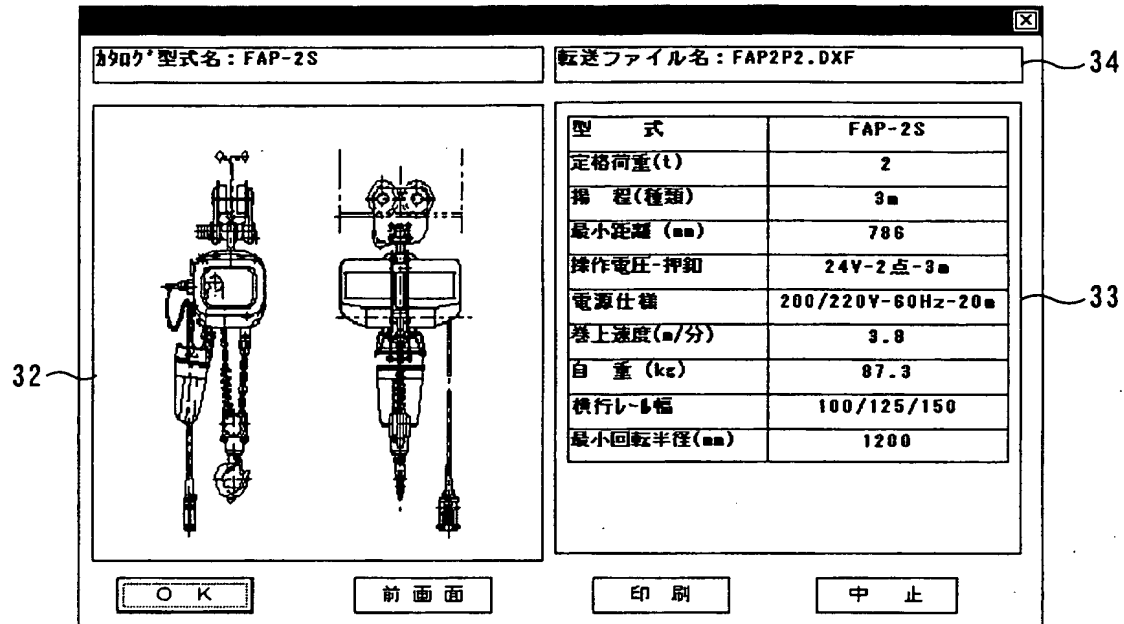 ｶﾀﾛｸﾞ型式名：FAP-2S
転送ファイル名：FAP2P2.DXF
34
型 式 FAP-2S
定格荷重(t) 2
揚 程(種類) 3m
最小距離 (mm) 786
操作電圧-押釦 24V-2点-3m
電源仕様 200/220V-60Hz-20m
33
巻上速度(m/分) 3.8
自 重 (kg) 87.3
32
横行ﾚｰﾙ幅 100/125/150
最小回転半径(mm) 1200
ＯＫ
前画面
印刷
中止